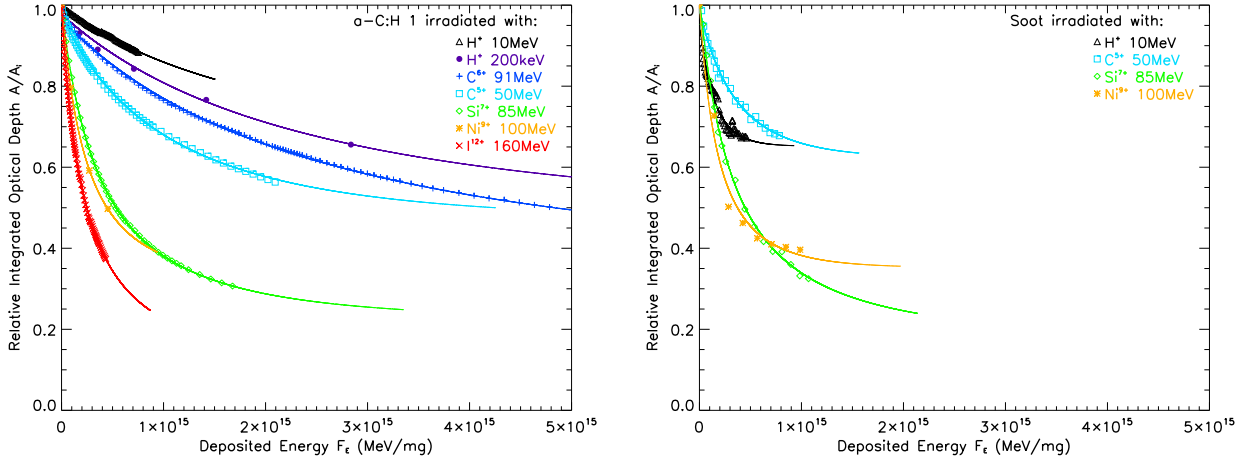 a-C:H 1 irradiated with:
H⁺ 10MeV
H⁺ 200keV
C⁶⁺ 91MeV
C⁵⁺ 50MeV
Si⁷⁺ 85MeV
Ni⁹⁺ 100MeV
I¹²⁺ 160MeV
Relative Integrated Optical Depth A/Aᵢ
1.0
0.8
0.6
0.4
0.2
0.0
0 1×10¹⁵ 2×10¹⁵ 3×10¹⁵ 4×10¹⁵ 5×10¹⁵
Deposited Energy F_ε (MeV/mg)
Soot irradiated with:
H⁺ 10MeV
C⁵⁺ 50MeV
Si⁷⁺ 85MeV
Ni⁹⁺ 100MeV
Relative Integrated Optical Depth A/Aᵢ
1.0
0.8
0.6
0.4
0.2
0.0
0 1×10¹⁵ 2×10¹⁵ 3×10¹⁵ 4×10¹⁵ 5×10¹⁵
Deposited Energy F_ε (MeV/mg)